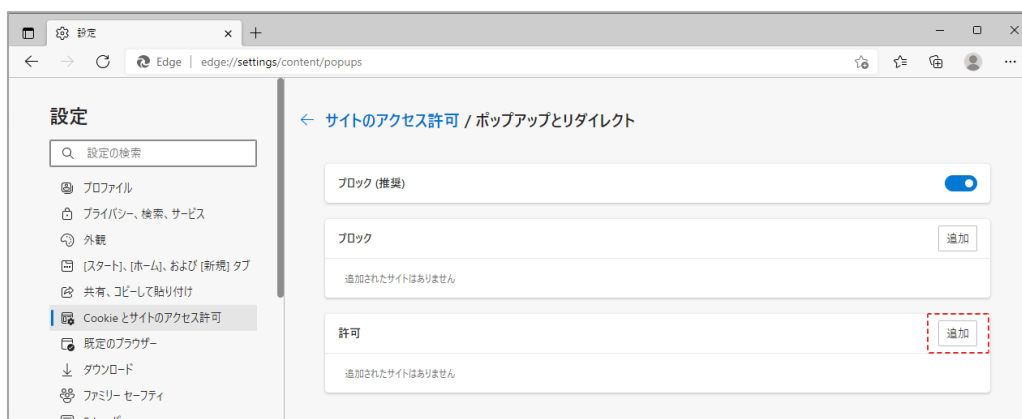 設定
Edge | edge://settings/content/popups
設定
設定の検索
プロファイル
プライバシー、検索、サービス
外観
[スタート]、[ホーム]、および [新規] タブ
共有、コピーして貼り付け
Cookie とサイトのアクセス許可
既定のブラウザー
ダウンロード
ファミリー セーフティ
サイトのアクセス許可 / ポップアップとリダイレクト
ブロック (推奨)
ブロック
追加
追加されたサイトはありません
許可
追加
追加されたサイトはありません